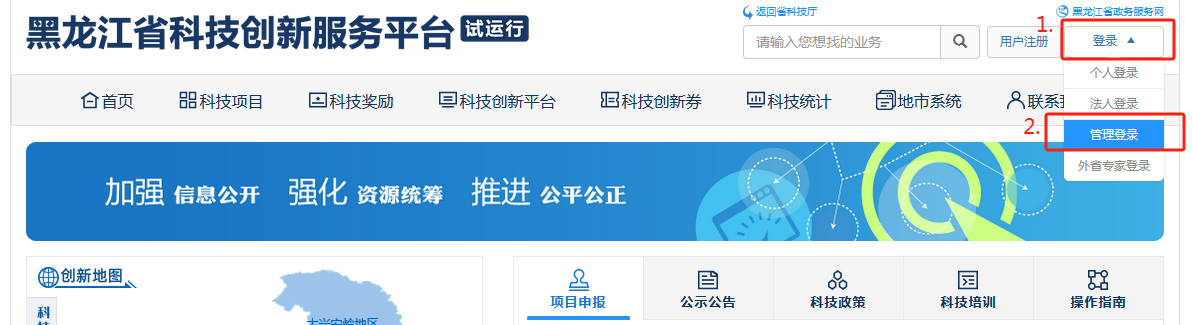 返回省科技厅
黑龙江省政务服务网
黑龙江省科技创新服务平台 试运行
请输入您想找的业务
用户注册
1.
登录
个人登录
法人登录
2.
管理登录
外省专家登录
首页
科技项目
科技奖励
科技创新平台
科技创新券
科技统计
地市系统
联系
加强 信息公开 强化 资源统筹 推进 公平公正
创新地图
科
大兴安岭地区
项目申报
公示公告
科技政策
科技培训
操作指南